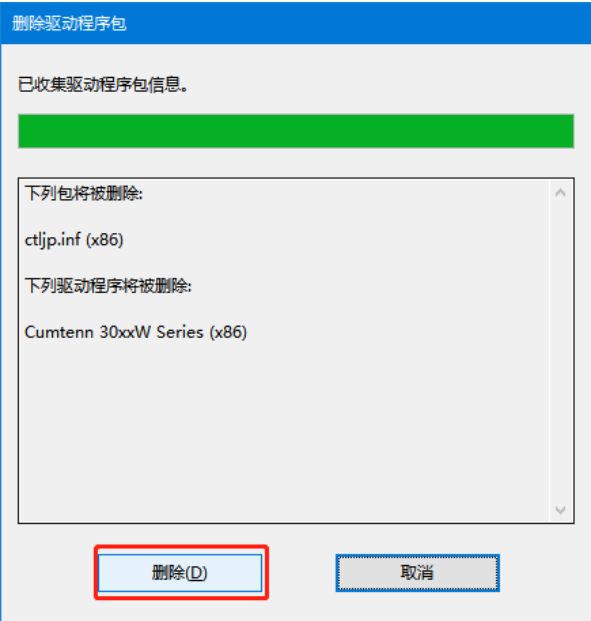 删除驱动程序包
已收集驱动程序包信息。
下列包将被删除:
ctljp.inf (x86)
下列驱动程序将被删除:
Cumtenn 30xxW Series (x86)
删除(D)
取消